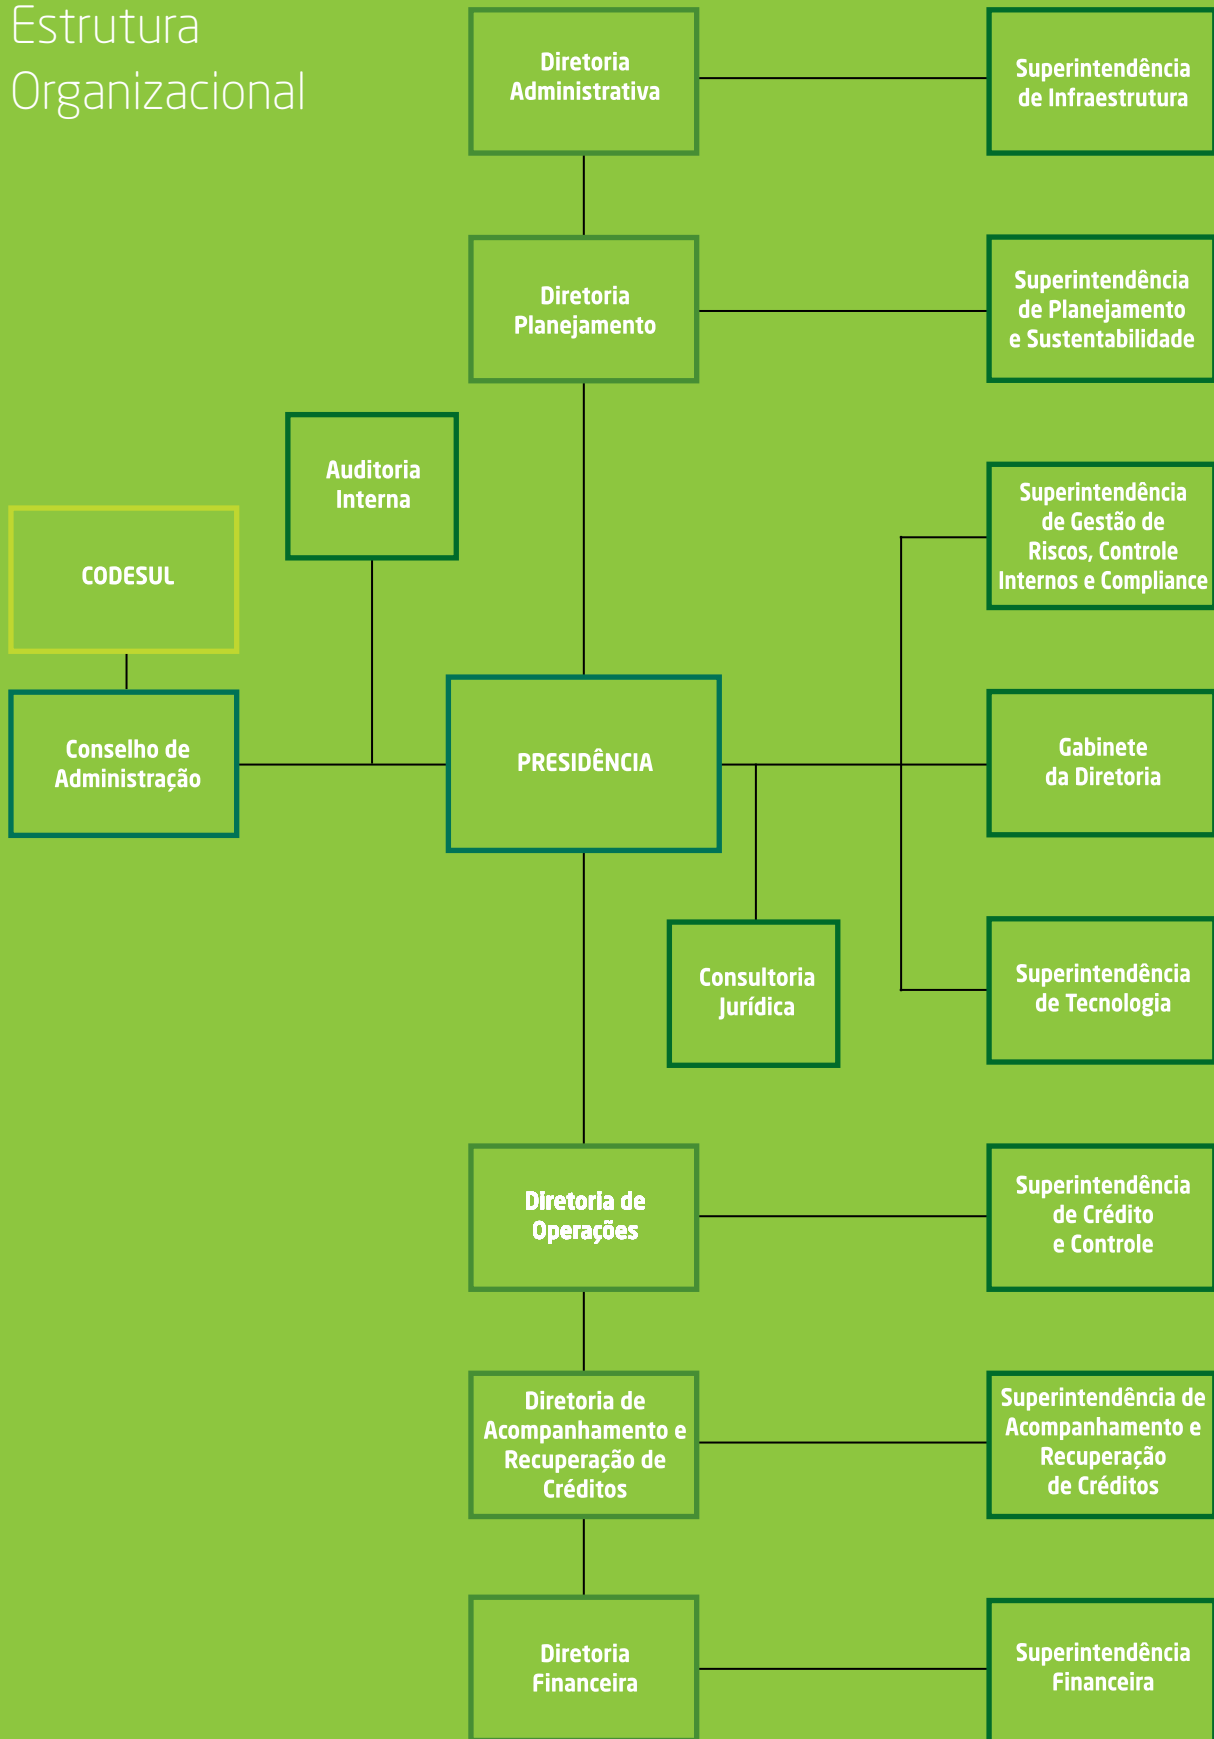 Estrutura
Organizacional
Diretoria
Administrativa
Superintendência
de Infraestrutura
Diretoria
Planejamento
Superintendência
de Planejamento
e Sustentabilidade
Auditoria
Interna
Superintendência
de Gestão de
Riscos, Controle
Internos e Compliance
CODESUL
Conselho de
Administração
PRESIDÊNCIA
Gabinete
da Diretoria
Consultoria
Jurídica
Superintendência
de Tecnologia
Diretoria de
Operações
Superintendência
de Crédito
e Controle
Diretoria de
Acompanhamento e
Recuperação de
Créditos
Superintendência de
Acompanhamento e
Recuperação
de Créditos
Diretoria
Financeira
Superintendência
Financeira